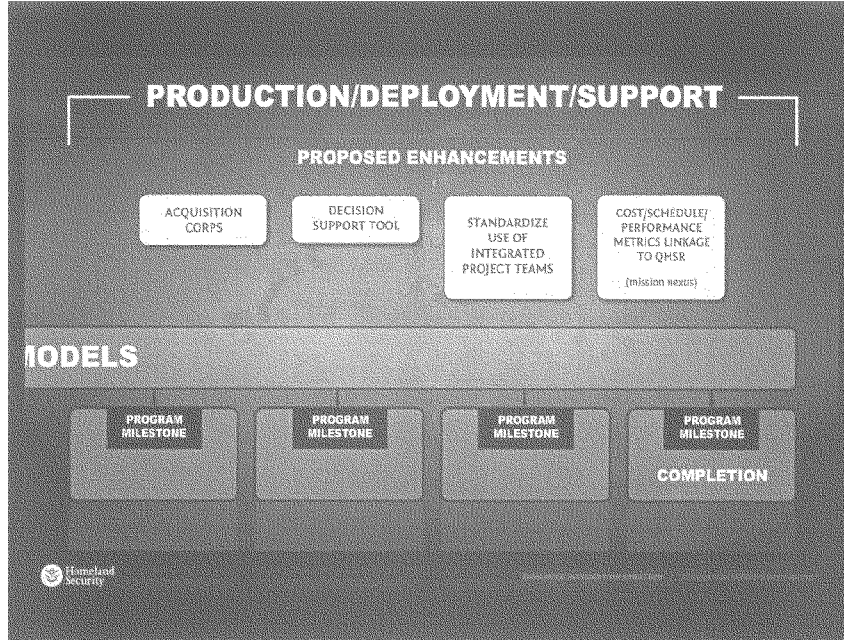 PRODUCTION/DEPLOYMENT/SUPPORT
PROPOSED ENHANCEMENTS
ACQUISITION
CORPS
DECISION
SUPPORT TOOL
STANDARDIZE
USE OF
INTEGRATED
PROJECT TEAMS
COST/SCHEDULE/
PERFORMANCE
METRICS LINKAGE
TO QHSR
(mission nexus)
MODELS
PROGRAM
MILESTONE
PROGRAM
MILESTONE
PROGRAM
MILESTONE
PROGRAM
MILESTONE
COMPLETION
Homeland
Security